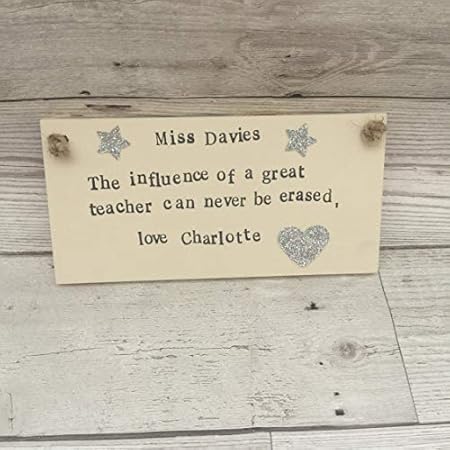 Miss Davies
The influence of a great
teacher can never be erased,
love Charlotte